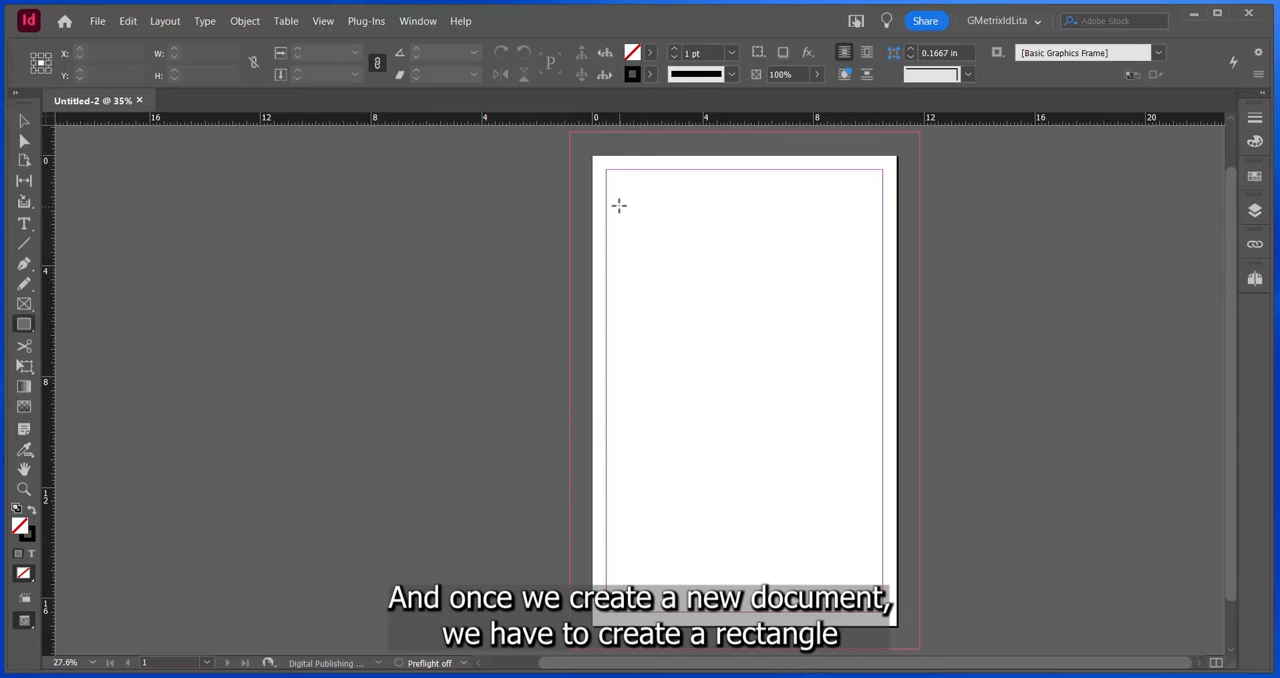 Id File Edit Layout Type Object Table View Plug-Ins Window Help Share GMetrixIdLita Adobe Stock
X: W: P fx. 1 pt 0.1667 in [Basic Graphics Frame]
Y: H: 100%
Untitled-2 @ 35% ×
16 12 8 4 0 4 8 12 16 20
0
4
8
12
16
T
And once we create a new document,
we have to create a rectangle
27.6% 1 Digital Publishing ... Preflight off